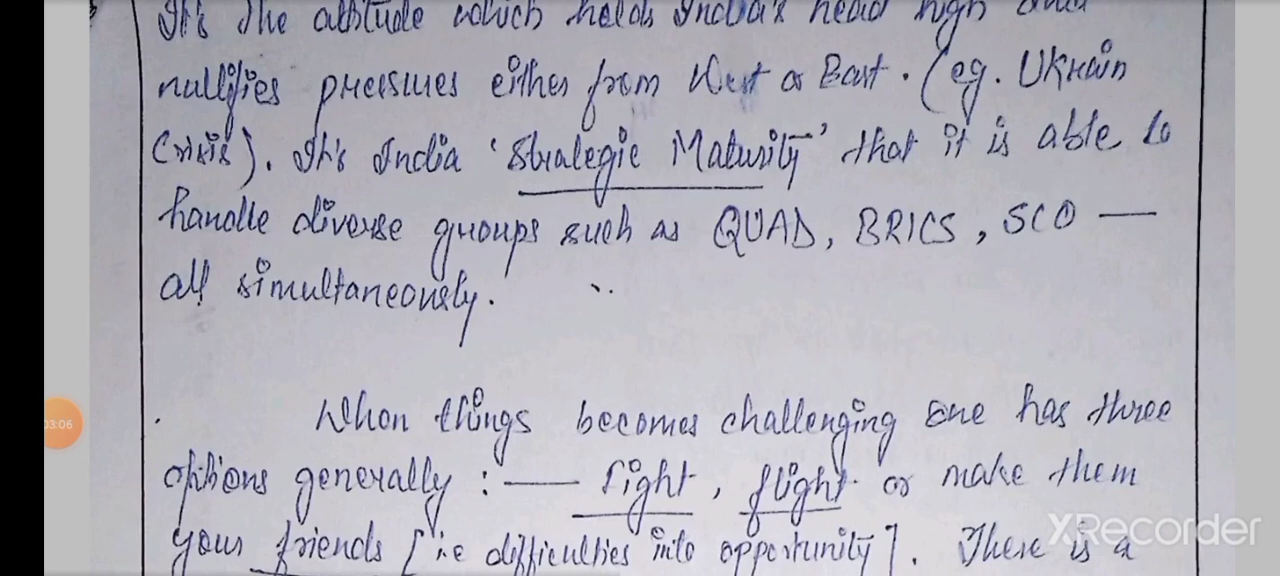 It's the attitude which holds India's head high and
nullifies pressures either from West or East. (eg. Ukrain
Crisis). It's India 'Strategic Maturity' that it is able to
handle diverse groups such as QUAD, BRICS, SCO —
all simultaneously.
When things becomes challenging one has three
options generally : — fight, flight or make them
your friends [i.e difficulties into opportunity]. There is a
03:06
XRecorder